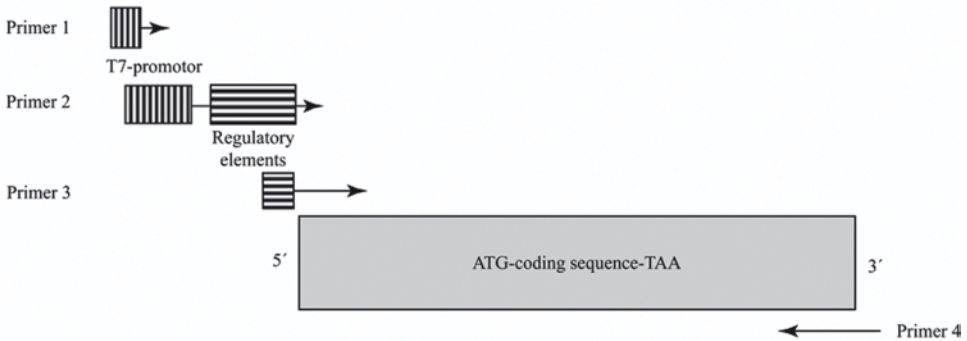 Primer 1
T7-promotor
Primer 2
Regulatory
elements
Primer 3
5´
ATG-coding sequence-TAA
3´
Primer 4